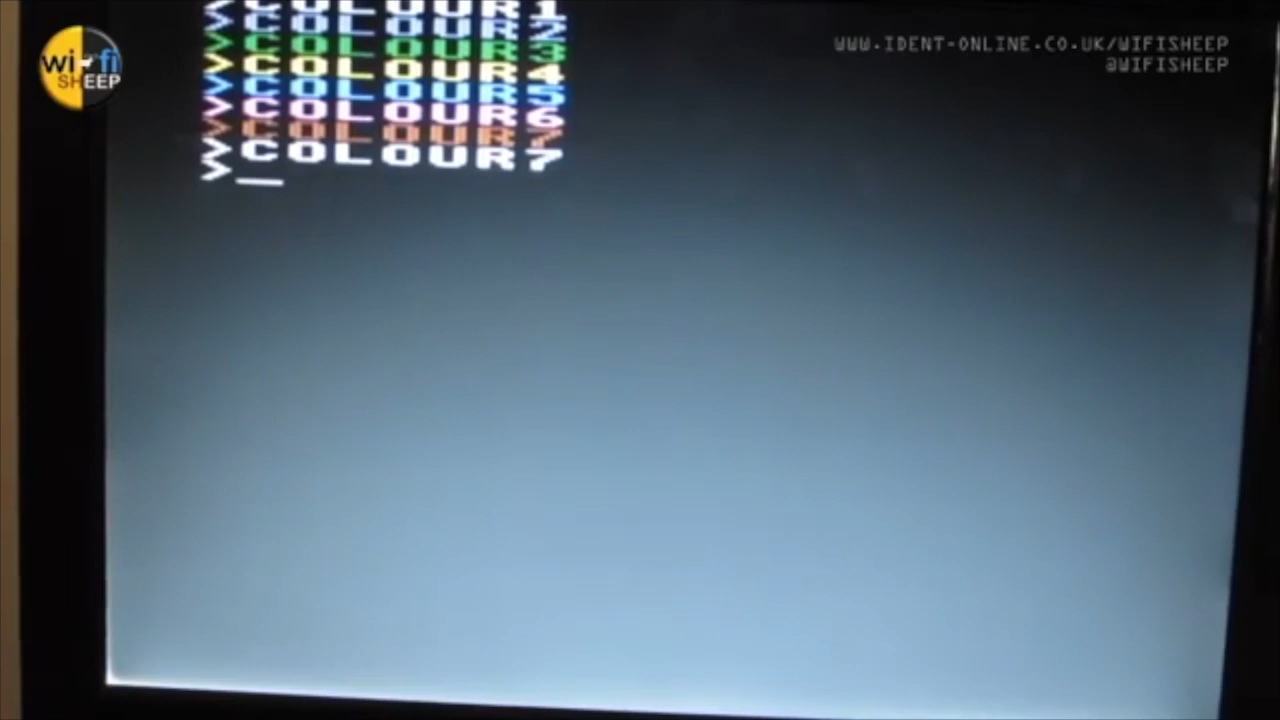 wi-fi
SHEEP
WWW.IDENT-ONLINE.CO.UK/WIFISHEEP
@WIFISHEEP
>COLOUR1
>COLOUR2
>COLOUR3
>COLOUR4
>COLOUR5
>COLOUR6
>COLOUR7
>COLOUR7
>_